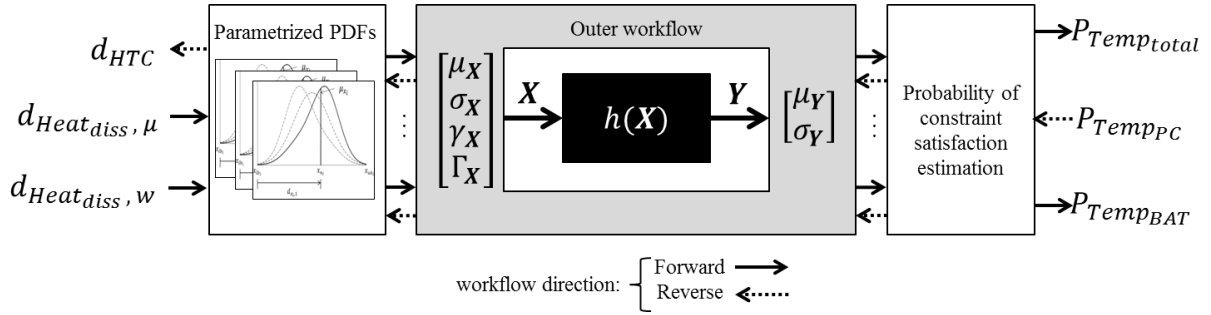 Parametrized PDFs
Outer workflow
d_HTC
d_Heat_diss, μ
d_Heat_diss, w
μ_X
σ_X
γ_X
Γ_X
X
h(X)
Y
μ_Y
σ_Y
Probability of
constraint
satisfaction
estimation
P_Temp_total
P_Temp_PC
P_Temp_BAT
workflow direction:
Forward
Reverse